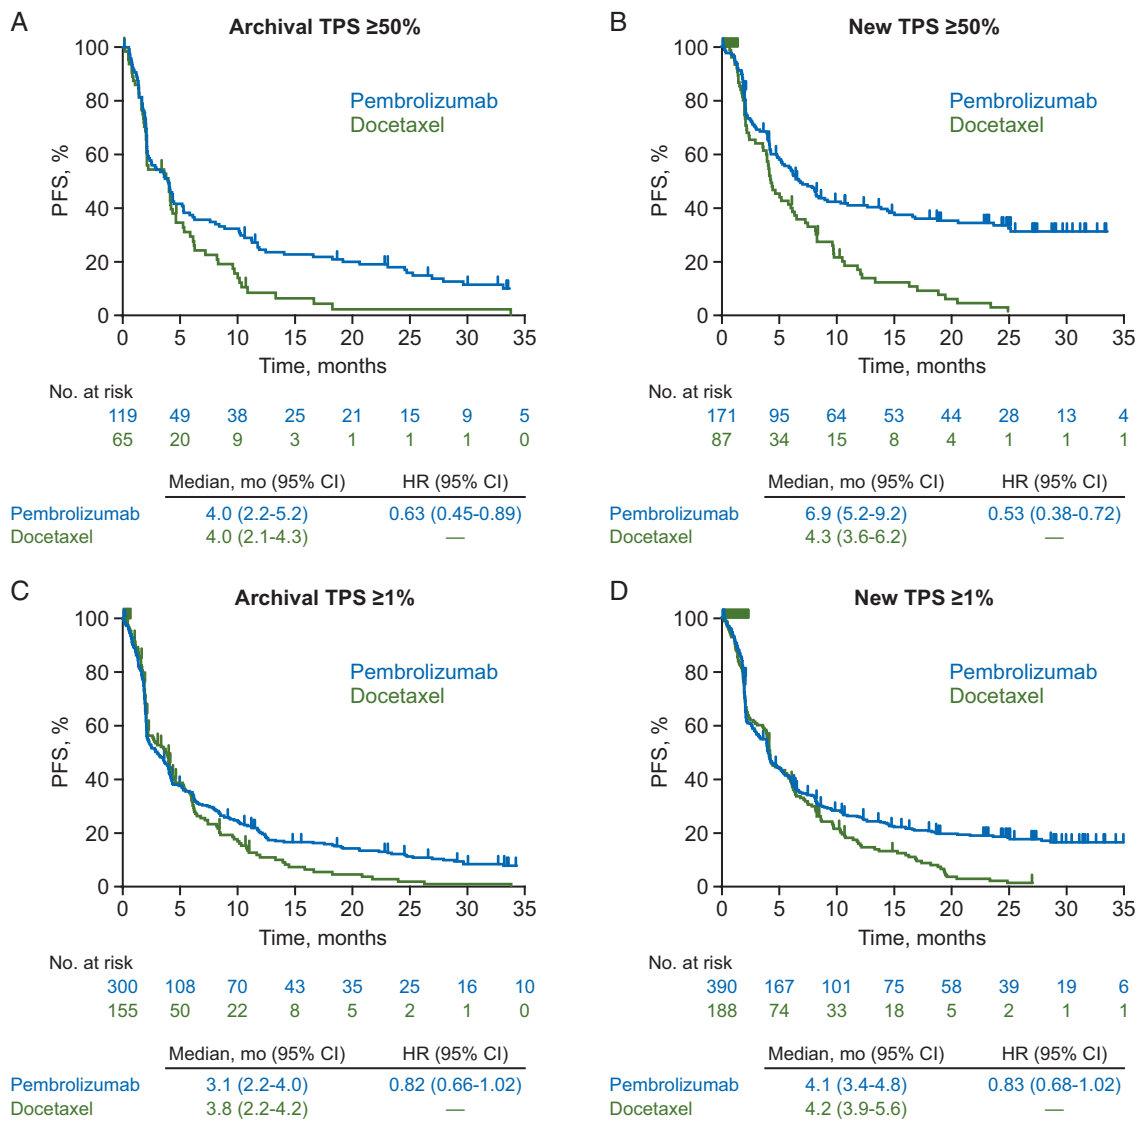 A
Archival TPS ≥50%
PFS, %
100
80
60
40
20
0
Pembrolizumab
Docetaxel
0 5 10 15 20 25 30 35
Time, months
No. at risk
119 49 38 25 21 15 9 5
65 20 9 3 1 1 1 0
Median, mo (95% CI) HR (95% CI)
Pembrolizumab 4.0 (2.2-5.2) 0.63 (0.45-0.89)
Docetaxel 4.0 (2.1-4.3) —
B
New TPS ≥50%
PFS, %
100
80
60
40
20
0
Pembrolizumab
Docetaxel
0 5 10 15 20 25 30 35
Time, months
No. at risk
171 95 64 53 44 28 13 4
87 34 15 8 4 1 1 1
Median, mo (95% CI) HR (95% CI)
Pembrolizumab 6.9 (5.2-9.2) 0.53 (0.38-0.72)
Docetaxel 4.3 (3.6-6.2) —
C
Archival TPS ≥1%
PFS, %
100
80
60
40
20
0
Pembrolizumab
Docetaxel
0 5 10 15 20 25 30 35
Time, months
No. at risk
300 108 70 43 35 25 16 10
155 50 22 8 5 2 1 0
Median, mo (95% CI) HR (95% CI)
Pembrolizumab 3.1 (2.2-4.0) 0.82 (0.66-1.02)
Docetaxel 3.8 (2.2-4.2) —
D
New TPS ≥1%
PFS, %
100
80
60
40
20
0
Pembrolizumab
Docetaxel
0 5 10 15 20 25 30 35
Time, months
No. at risk
390 167 101 75 58 39 19 6
188 74 33 18 5 2 1 1
Median, mo (95% CI) HR (95% CI)
Pembrolizumab 4.1 (3.4-4.8) 0.83 (0.68-1.02)
Docetaxel 4.2 (3.9-5.6) —